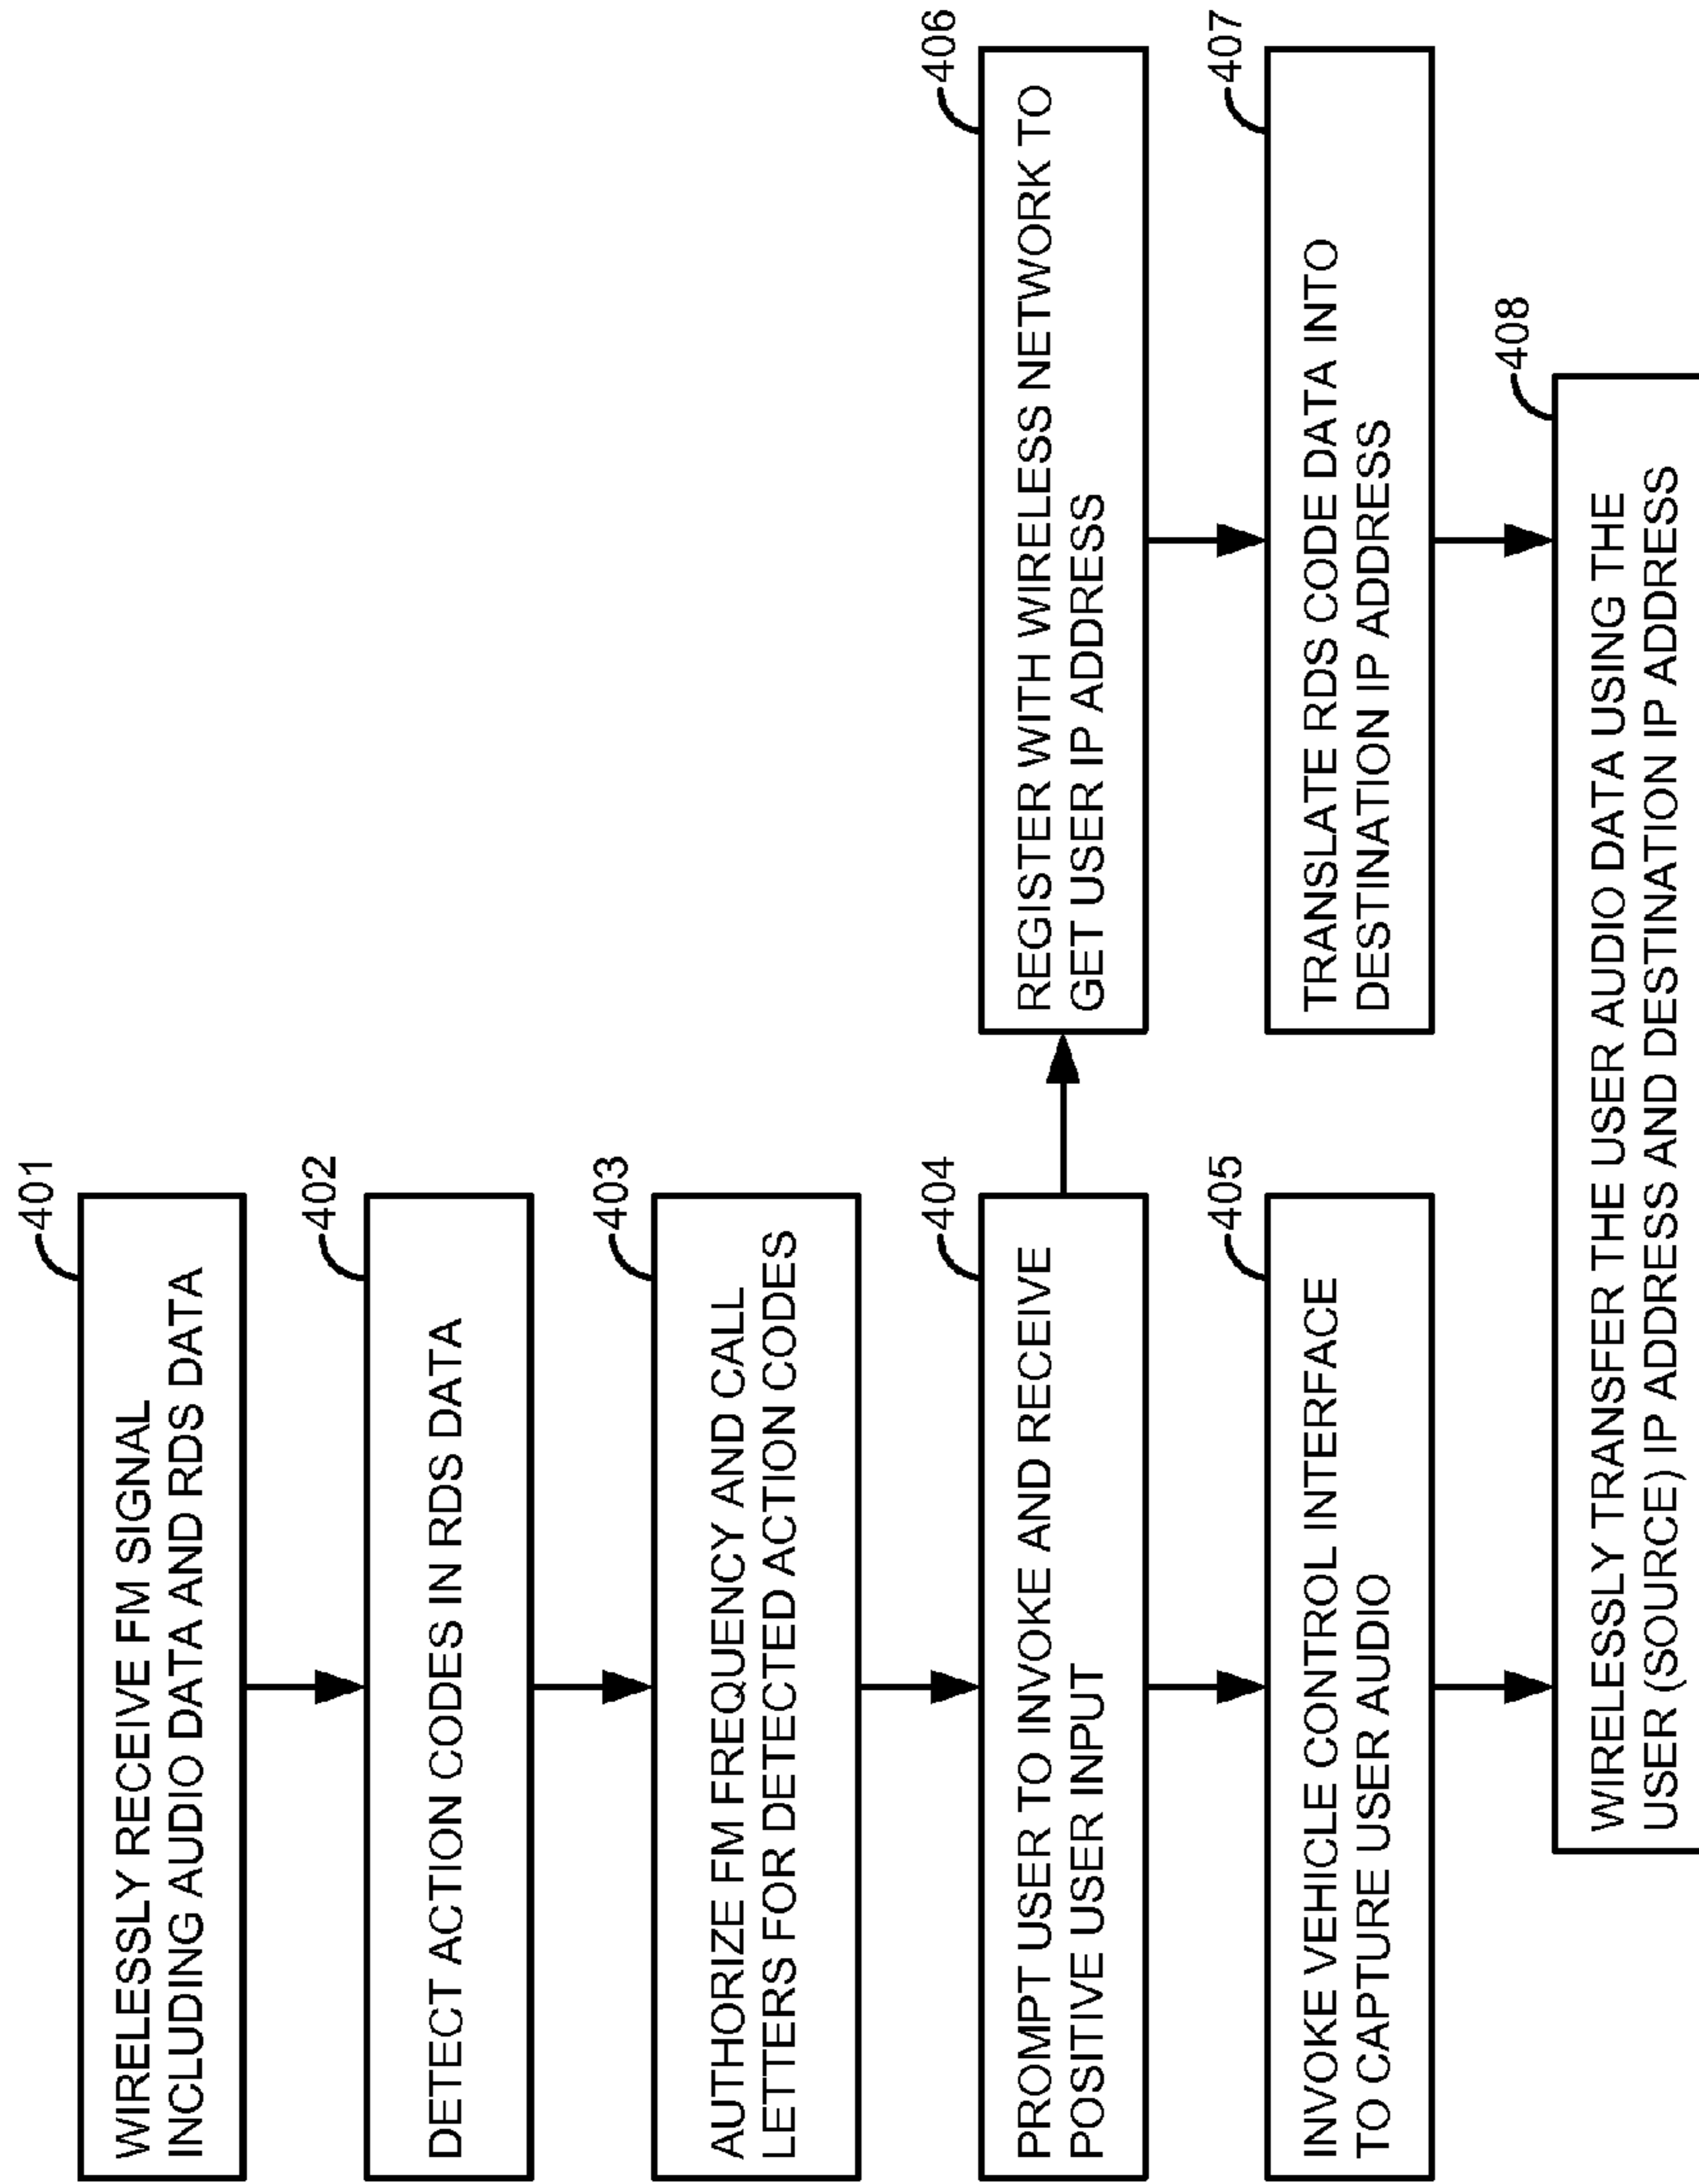 401
WIRELESSLY RECEIVE FM SIGNAL
INCLUDING AUDIO DATA AND RDS DATA
402
DETECT ACTION CODES IN RDS DATA
403
AUTHORIZE FM FREQUENCY AND CALL
LETTERS FOR DETECTED ACTION CODES
404
PROMPT USER TO INVOKE AND RECEIVE
POSITIVE USER INPUT
405
INVOKE VEHICLE CONTROL INTERFACE
TO CAPTURE USER AUDIO
406
REGISTER WITH WIRELESS NETWORK TO
GET USER IP ADDRESS
407
TRANSLATE RDS CODE DATA INTO
DESTINATION IP ADDRESS
408
WIRELESSLY TRANSFER THE USER AUDIO DATA USING THE
USER (SOURCE) IP ADDRESS AND DESTINATION IP ADDRESS